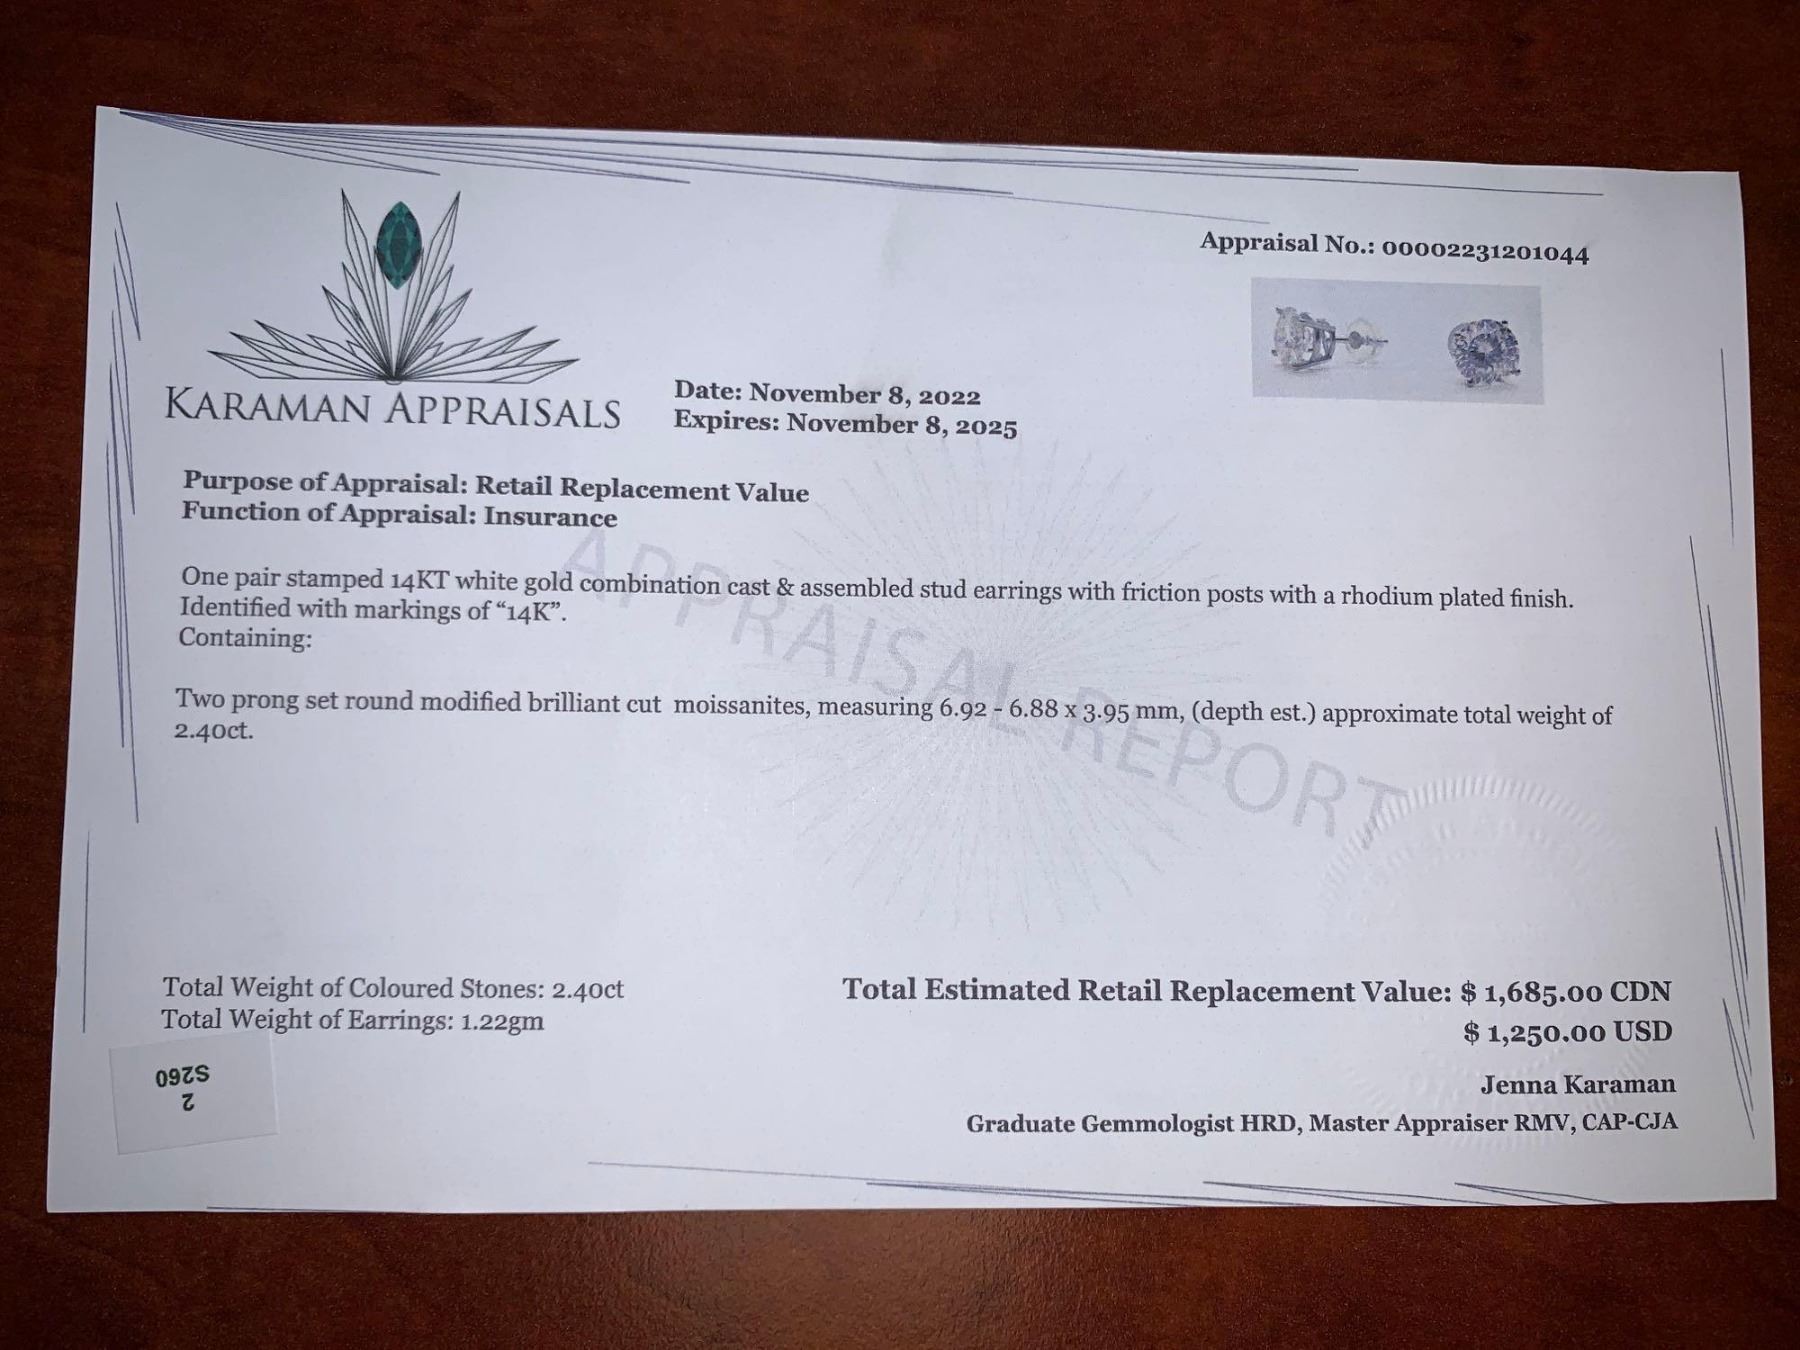 Appraisal No.: 00002231201044
KARAMAN APPRAISALS
Date: November 8, 2022
Expires: November 8, 2025
Purpose of Appraisal: Retail Replacement Value
Function of Appraisal: Insurance
One pair stamped 14KT white gold combination cast & assembled stud earrings with friction posts with a rhodium plated finish.
Identified with markings of “14K”.
Containing:
Two prong set round modified brilliant cut moissanites, measuring 6.92 - 6.88 x 3.95 mm, (depth est.) approximate total weight of
2.40ct.
APPRAISAL REPORT
Total Weight of Coloured Stones: 2.40ct
Total Weight of Earrings: 1.22gm
Total Estimated Retail Replacement Value: $ 1,685.00 CDN
$ 1,250.00 USD
Jenna Karaman
Graduate Gemmologist HRD, Master Appraiser RMV, CAP-CJA
2
S260